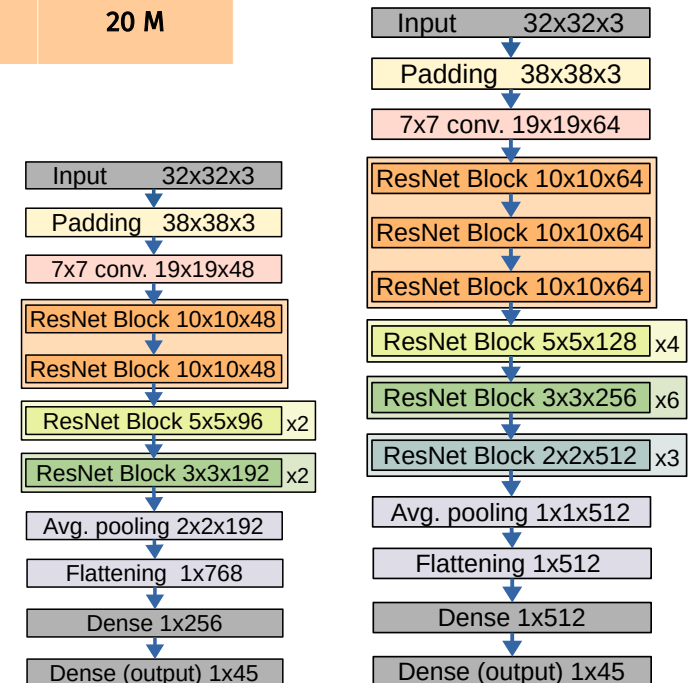 20 M
Input 32x32x3
Padding 38x38x3
7x7 conv. 19x19x48
ResNet Block 10x10x48
ResNet Block 10x10x48
ResNet Block 5x5x96 x2
ResNet Block 3x3x192 x2
Avg. pooling 2x2x192
Flattening 1x768
Dense 1x256
Dense (output) 1x45
Input 32x32x3
Padding 38x38x3
7x7 conv. 19x19x64
ResNet Block 10x10x64
ResNet Block 10x10x64
ResNet Block 10x10x64
ResNet Block 5x5x128 x4
ResNet Block 3x3x256 x6
ResNet Block 2x2x512 x3
Avg. pooling 1x1x512
Flattening 1x512
Dense 1x512
Dense (output) 1x45